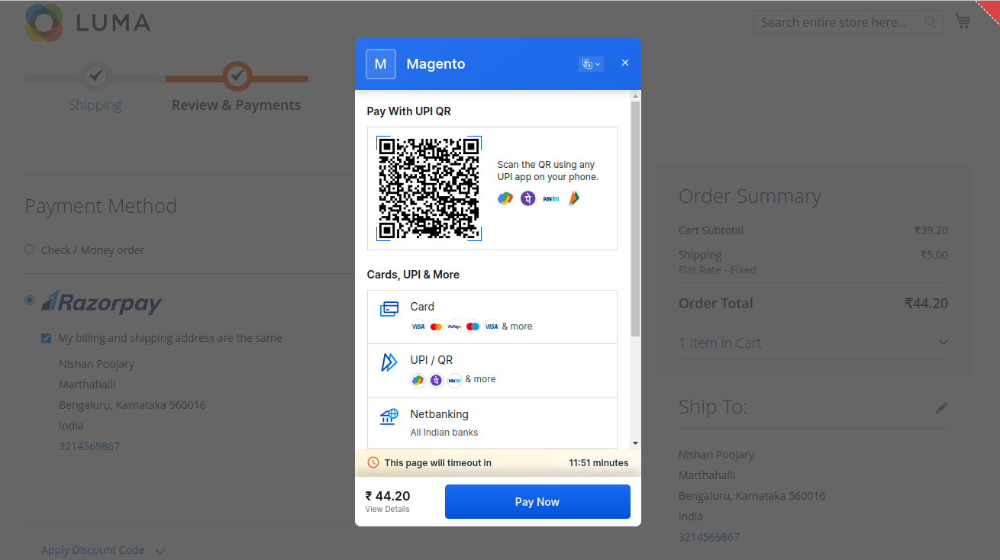 LUMA
Search entire store here...
Shipping
Review & Payments
Payment Method
Check / Money order
Razorpay
My billing and shipping address are the same
Nishan Poojary
Marthahalli
Bengaluru, Karnataka 560016
India
3214569867
Apply Discount Code
M
Magento
Pay With UPI QR
Scan the QR using any
UPI app on your phone.
paytm
Cards, UPI & More
Card
VISA RuPay VISA & more
UPI / QR
paytm & more
Netbanking
All Indian banks
This page will timeout in 11:51 minutes
₹ 44.20
View Details
Pay Now
Order Summary
Cart Subtotal ₹39.20
Shipping ₹5.00
Flat Rate - Fixed
Order Total ₹44.20
1 Item in Cart
Ship To:
Nishan Poojary
Marthahalli
Bengaluru, Karnataka 560016
India
3214569867